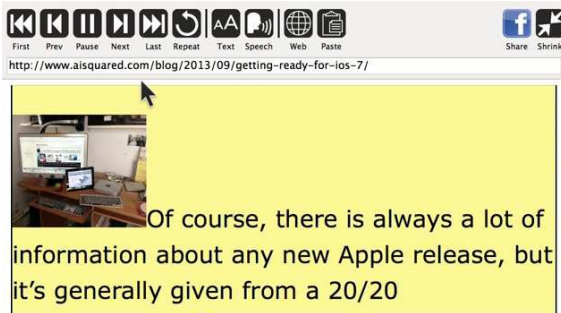 First Prev Pause Next Last Repeat Text Speech Web Paste Share Shrink
http://www.aisquared.com/blog/2013/09/getting-ready-for-ios-7/
Of course, there is always a lot of
information about any new Apple release, but
it’s generally given from a 20/20